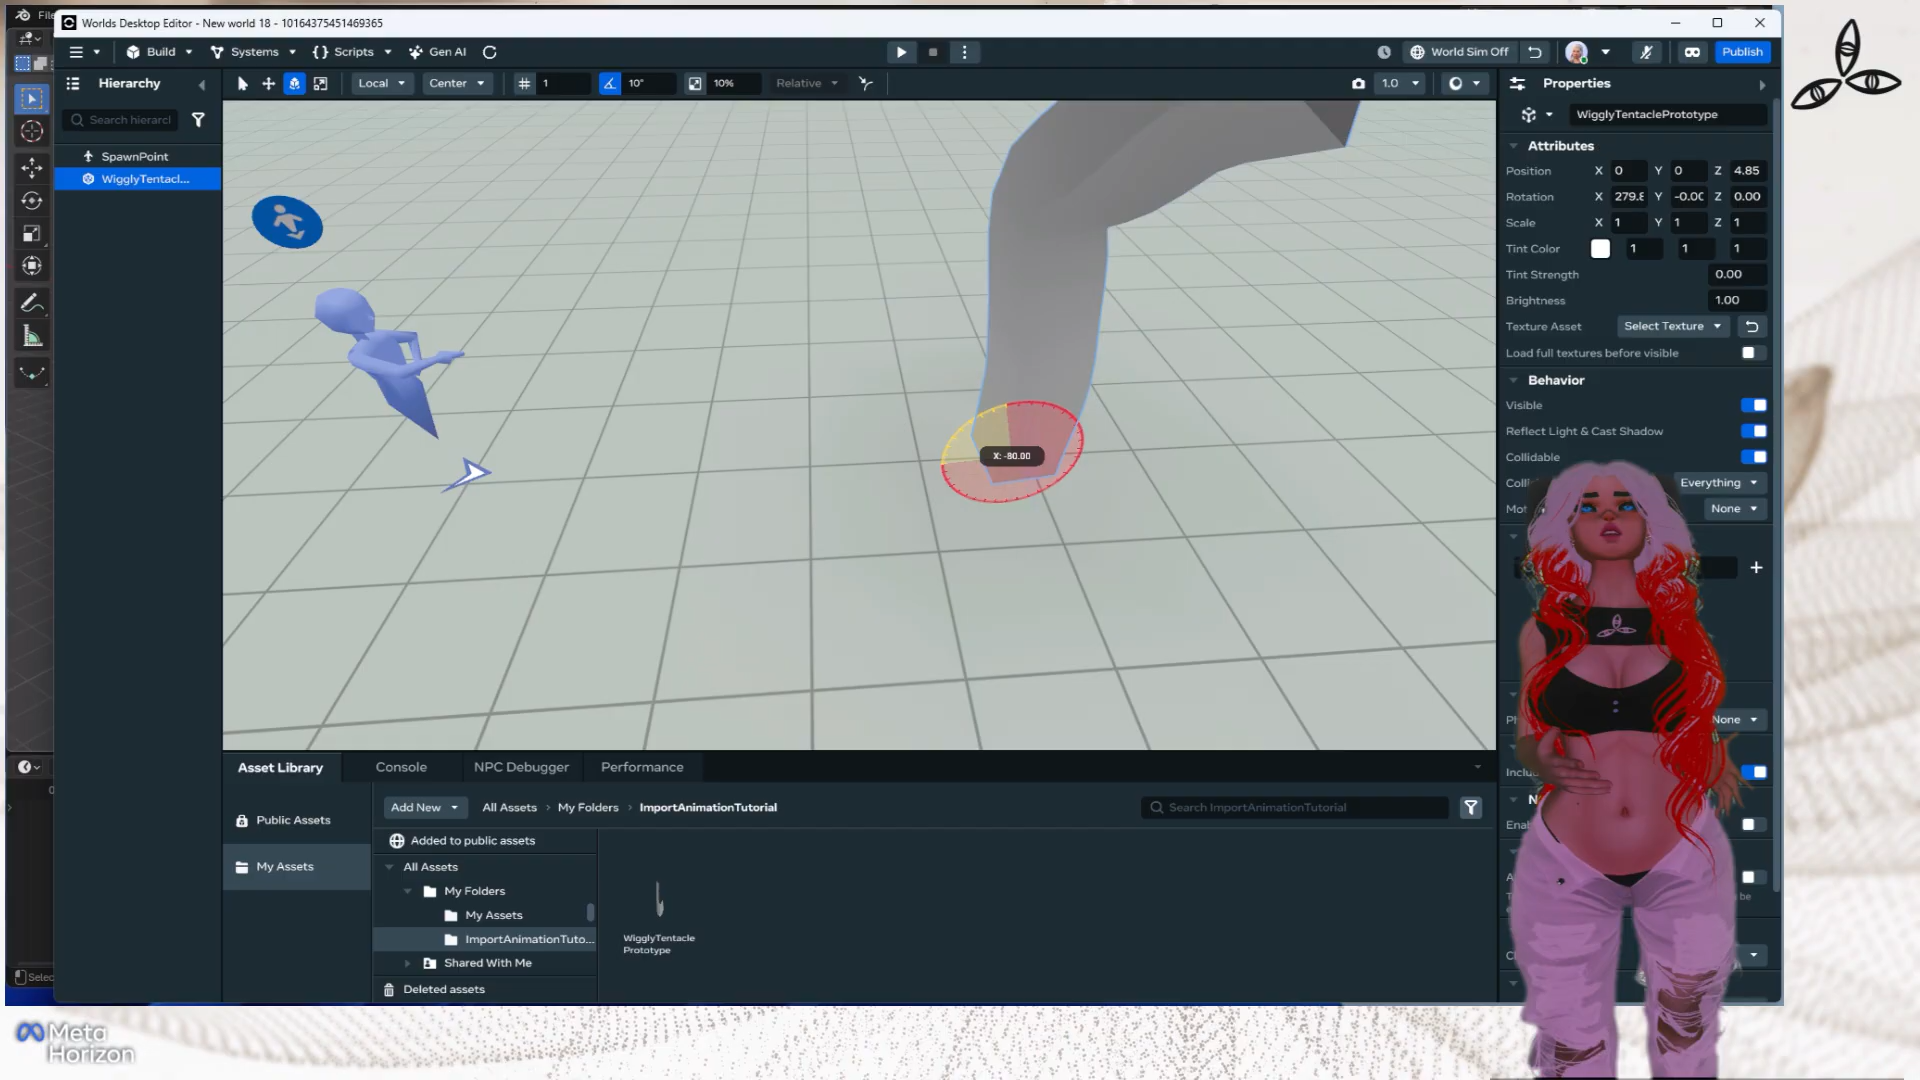 File
Worlds Desktop Editor - New world 18 - 10164375451469365
Build
Systems
Scripts
Gen AI
World Sim Off
Publish
Hierarchy
Local
Center
1
10°
10%
Relative
1.0
Properties
Search hierarcl
WigglyTentaclePrototype
SpawnPoint
WigglyTentacl...
Attributes
Position X 0 Y 0 Z 4.85
Rotation X 279.8 Y -0.00 Z 0.00
Scale X 1 Y 1 Z 1
Tint Color 1 1 1
Tint Strength 0.00
Brightness 1.00
Texture Asset Select Texture
Load full textures before visible
Behavior
Visible
Reflect Light & Cast Shadow
Collidable
Everything
None
X: -80.00
None
Asset Library
Console
NPC Debugger
Performance
Add New
All Assets
My Folders
ImportAnimationTutorial
Search ImportAnimationTutorial
Public Assets
My Assets
Added to public assets
All Assets
My Folders
My Assets
ImportAnimationTuto...
Shared With Me
Deleted assets
WigglyTentacle
Prototype
be
Selec
Meta
Horizon